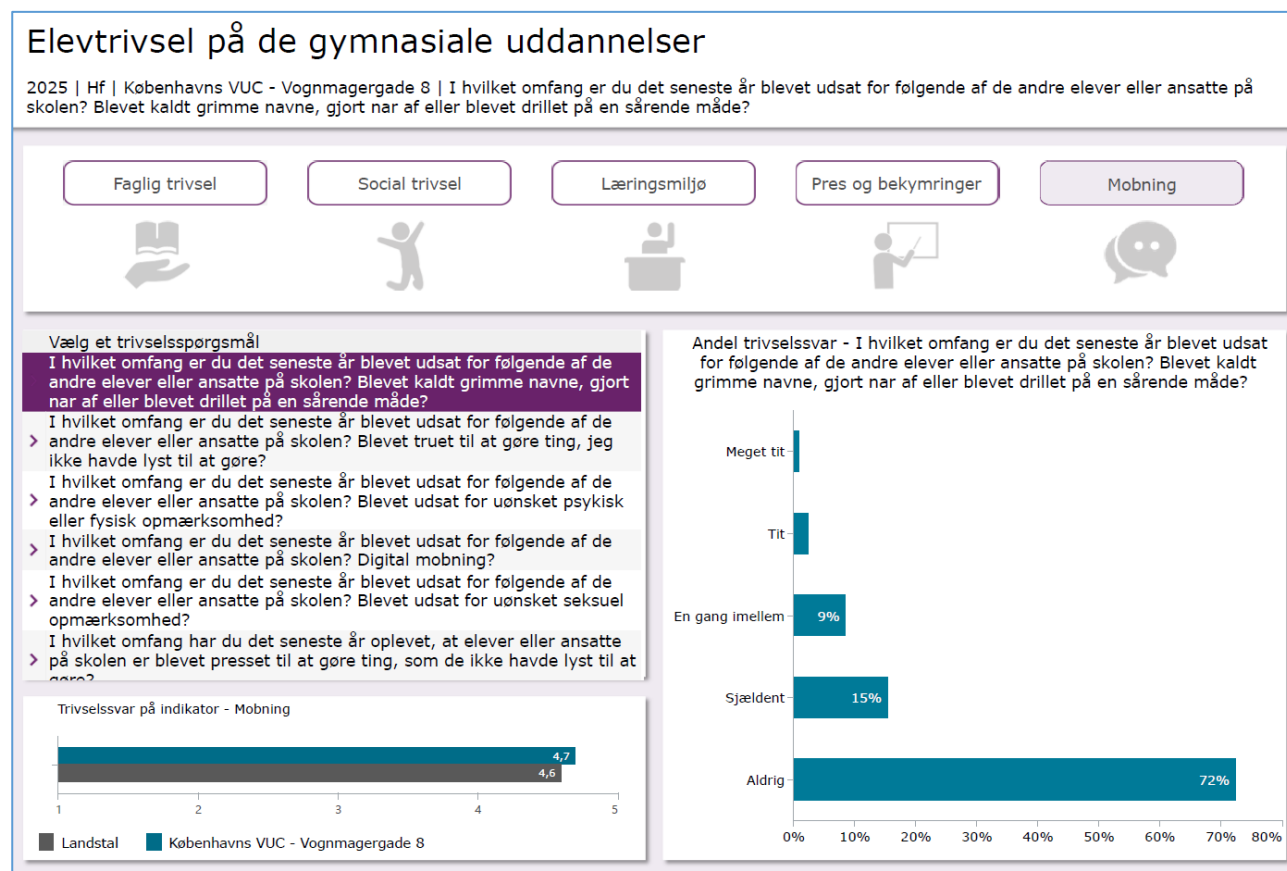 Elevtrivsel på de gymnasiale uddannelser
2025 | Hf | Københavns VUC - Vognmagergade 8 | I hvilket omfang er du det seneste år blevet udsat for følgende af de andre elever eller ansatte på
skolen? Blevet kaldt grimme navne, gjort nar af eller blevet drillet på en sårende måde?
Faglig trivsel
Social trivsel
Læringsmiljø
Pres og bekymringer
Mobning
Vælg et trivselsspørgsmål
I hvilket omfang er du det seneste år blevet udsat for følgende af de
andre elever eller ansatte på skolen? Blevet kaldt grimme navne, gjort
nar af eller blevet drillet på en sårende måde?
I hvilket omfang er du det seneste år blevet udsat for følgende af de
andre elever eller ansatte på skolen? Blevet truet til at gøre ting, jeg
ikke havde lyst til at gøre?
I hvilket omfang er du det seneste år blevet udsat for følgende af de
andre elever eller ansatte på skolen? Blevet udsat for uønsket psykisk
eller fysisk opmærksomhed?
I hvilket omfang er du det seneste år blevet udsat for følgende af de
andre elever eller ansatte på skolen? Digital mobning?
I hvilket omfang er du det seneste år blevet udsat for følgende af de
andre elever eller ansatte på skolen? Blevet udsat for uønsket seksuel
opmærksomhed?
I hvilket omfang har du det seneste år oplevet, at elever eller ansatte
på skolen er blevet presset til at gøre ting, som de ikke havde lyst til at
gøre?
Trivselssvar på indikator - Mobning
4,7
4,6
1 2 3 4 5
Landstal
Københavns VUC - Vognmagergade 8
Andel trivselssvar - I hvilket omfang er du det seneste år blevet udsat
for følgende af de andre elever eller ansatte på skolen? Blevet kaldt
grimme navne, gjort nar af eller blevet drillet på en sårende måde?
Meget tit
Tit
En gang imellem 9%
Sjældent 15%
Aldrig 72%
0% 10% 20% 30% 40% 50% 60% 70% 80%